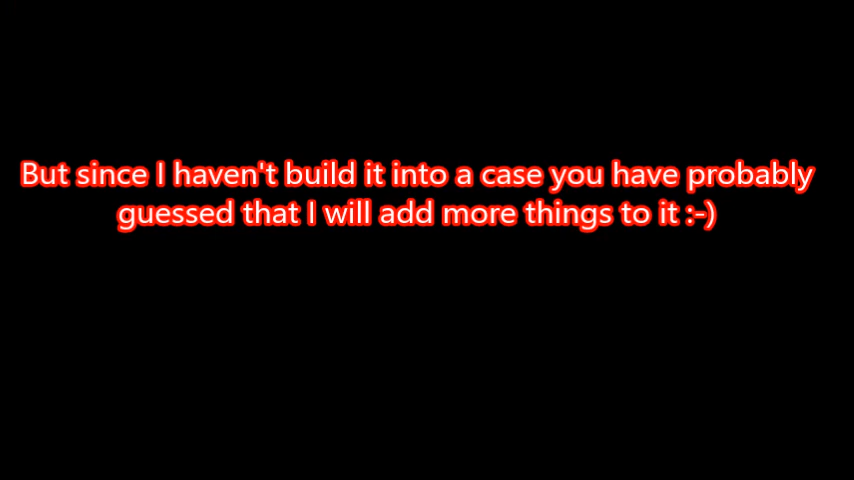 But since I haven't build it into a case you have probably
guessed that I will add more things to it :-)